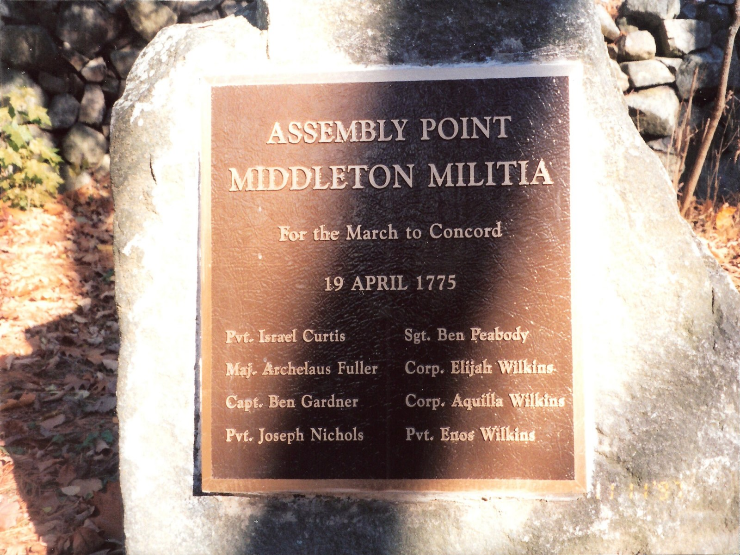 ASSEMBLY POINT
MIDDLETON MILITIA
For the March to Concord
19 APRIL 1775
Pvt. Israel Curtis
Maj. Archelaus Fuller
Capt. Ben Gardner
Pvt. Joseph Nichols
Sgt. Ben Peabody
Corp. Elijah Wilkins
Corp. Aquilla Wilkins
Pvt. Enos Wilkins